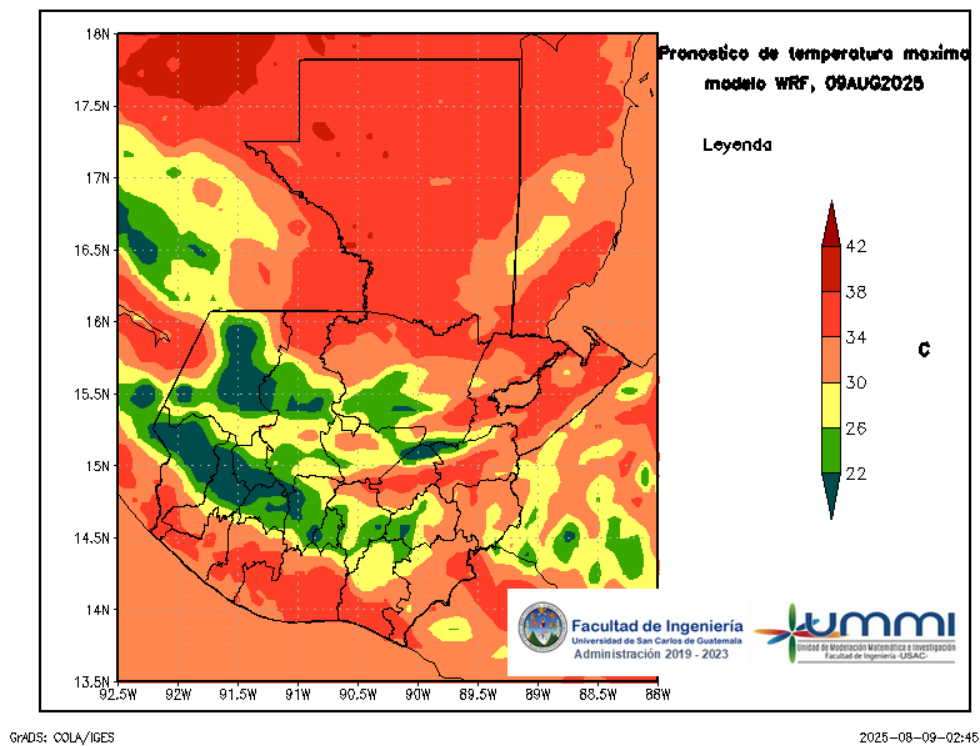 Pronostico de temperatura maxima
modelo WRF, 09AUG2025
Leyenda
18N
17.5N
17N
16.5N
16N
15.5N
15N
14.5N
14N
13.5N
92.5W
92W
91.5W
91W
90.5W
90W
89.5W
89W
88.5W
88W
42
38
34
30
26
22
C
Facultad de Ingeniería
Universidad de San Carlos de Guatemala
Administración 2019 - 2023
ummi
Unidad de Modelación Matemática e Investigación
Facultad de Ingeniería -USAC-
GrADS: COLA/IGES
2025-08-09-02:45